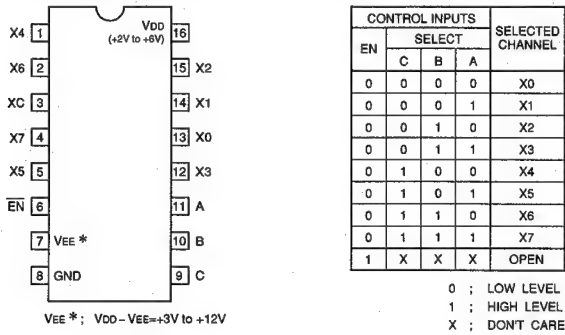 X4 1 VDD 16
(+2V to +6V)
X6 2 15 X2
XC 3 14 X1
X7 4 13 X0
X5 5 12 X3
EN 6 11 A
7 VEE * 10 B
8 GND 9 C
VEE *; VDD – VEE=+3V to +12V
CONTROL INPUTS SELECTED CHANNEL
EN SELECT
C B A
0 0 0 0 X0
0 0 0 1 X1
0 0 1 0 X2
0 0 1 1 X3
0 1 0 0 X4
0 1 0 1 X5
0 1 1 0 X6
0 1 1 1 X7
1 X X X OPEN
0 ; LOW LEVEL
1 ; HIGH LEVEL
X ; DON'T CARE